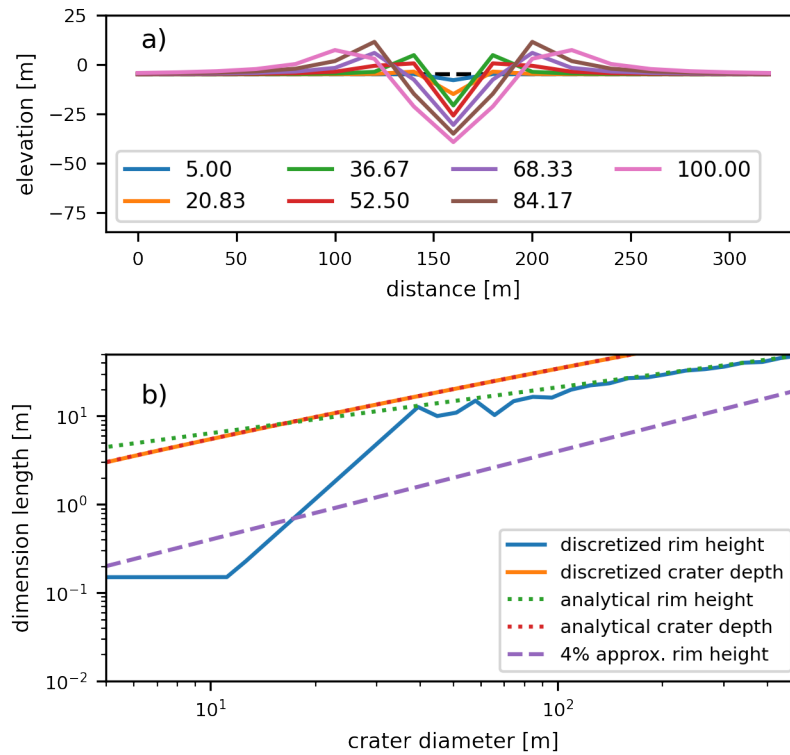 25
0
−25
−50
−75
elevation [m]
a)
5.00 36.67 68.33 100.00
20.83 52.50 84.17
0 50 100 150 200 250 300
distance [m]
10¹
10⁰
10⁻¹
10⁻²
dimension length [m]
b)
discretized rim height
discretized crater depth
analytical rim height
analytical crater depth
4% approx. rim height
10¹ 10²
crater diameter [m]